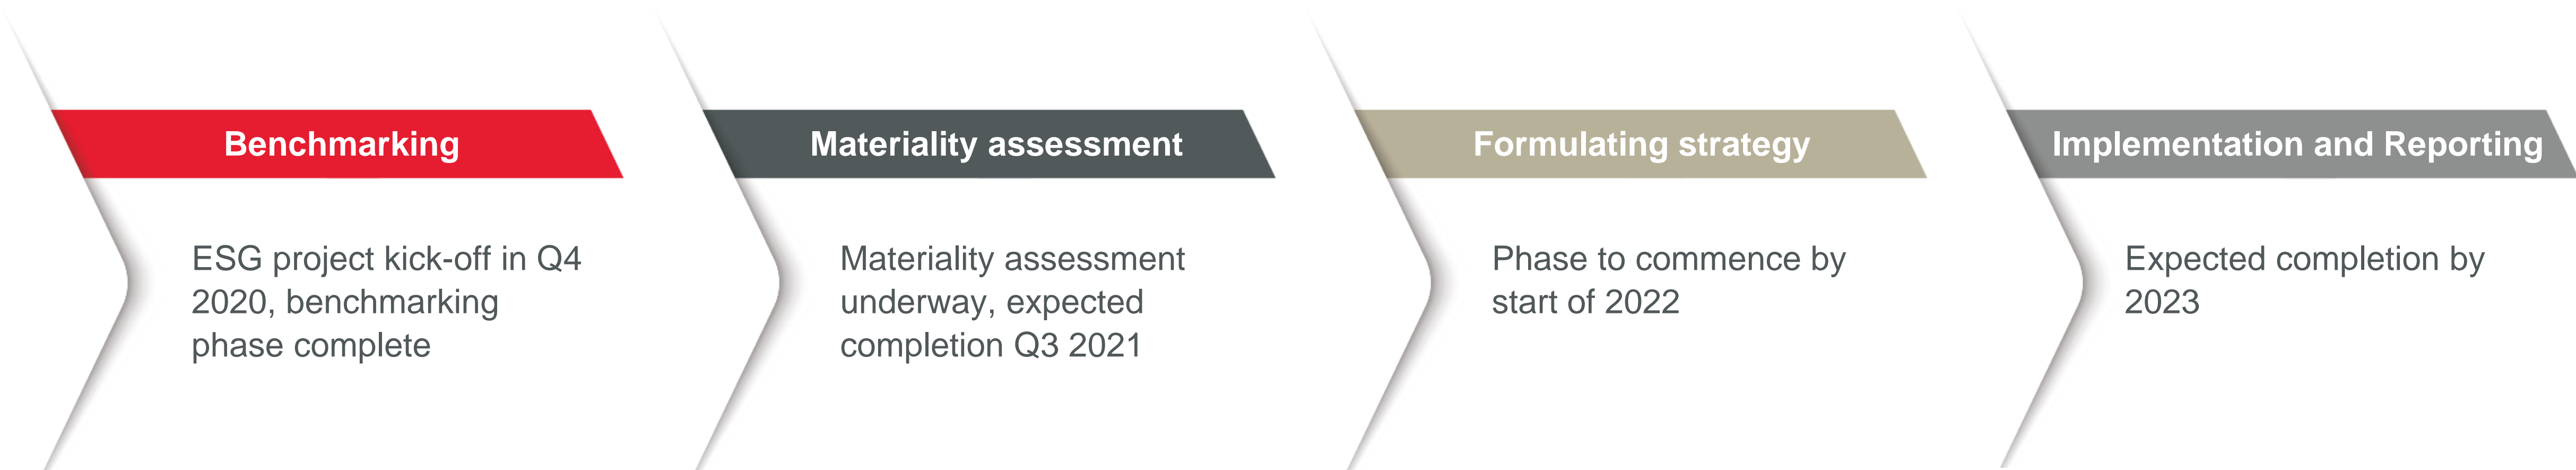 Benchmarking
ESG project kick-off in Q4
2020, benchmarking
phase complete
Materiality assessment
Materiality assessment
underway, expected
completion Q3 2021
Formulating strategy
Phase to commence by
start of 2022
Implementation and Reporting
Expected completion by
2023